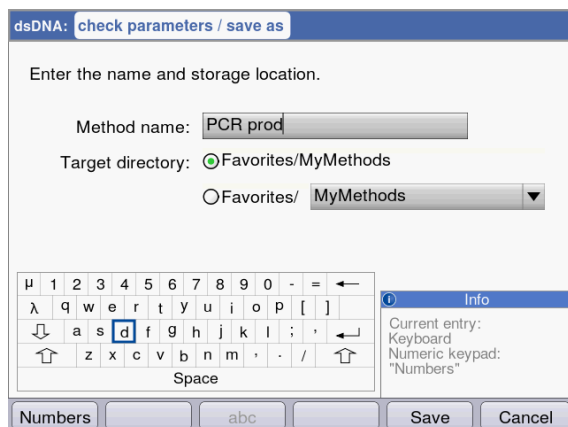 dsDNA: check parameters / save as
Enter the name and storage location.
Method name: PCR prod
Target directory: Favorites/MyMethods
Favorites/ MyMethods
µ 1 2 3 4 5 6 7 8 9 0 - =
λ q w e r t y u i o p [ ]
a s d f g h j k l ; '
z x c v b n m , . /
Space
Info
Current entry:
Keyboard
Numeric keypad:
"Numbers"
Numbers abc Save Cancel